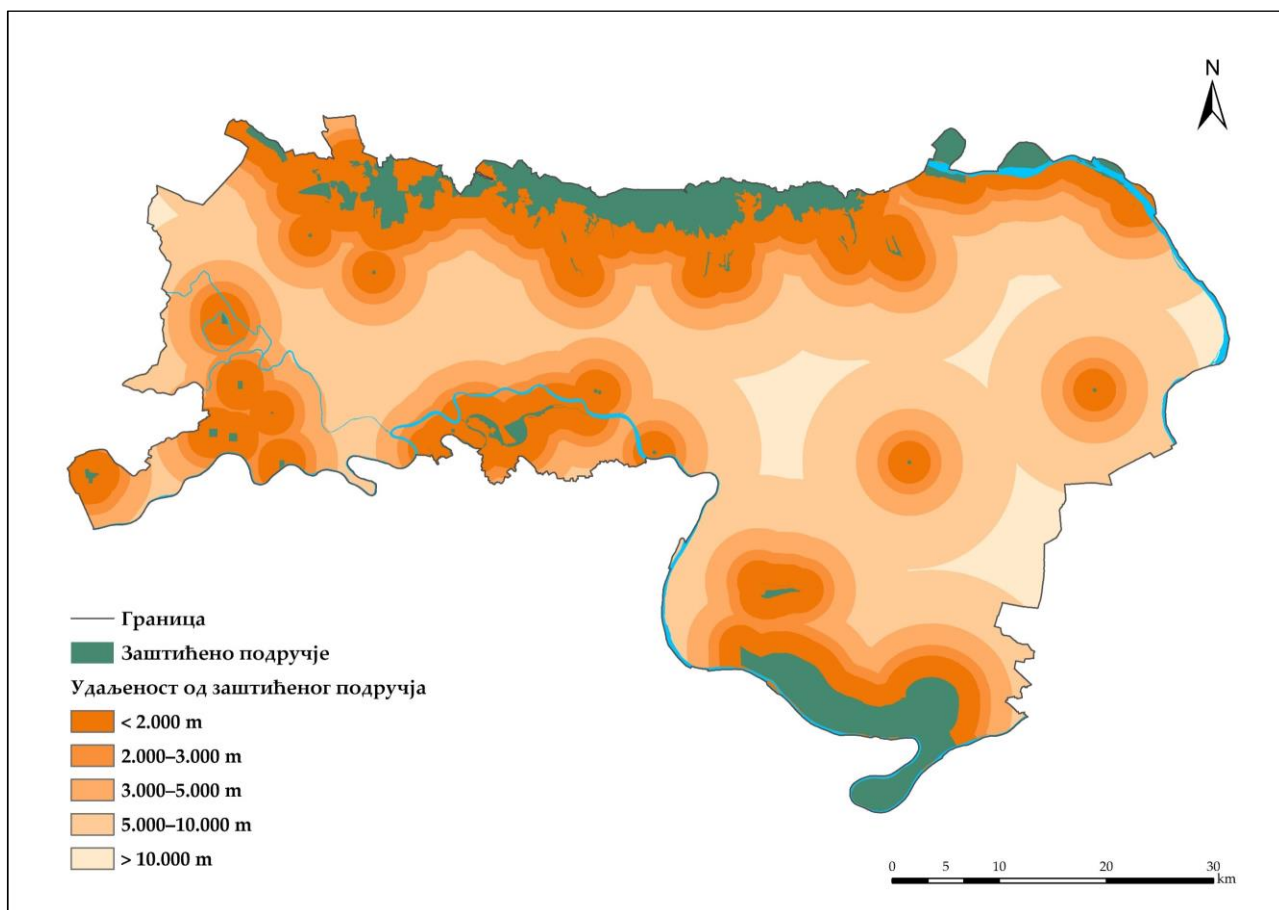 N
Граница
Заштићено подручје
Удаљеност од заштићеног подручја
< 2.000 m
2.000–3.000 m
3.000–5.000 m
5.000–10.000 m
> 10.000 m
0 5 10 20 30
km